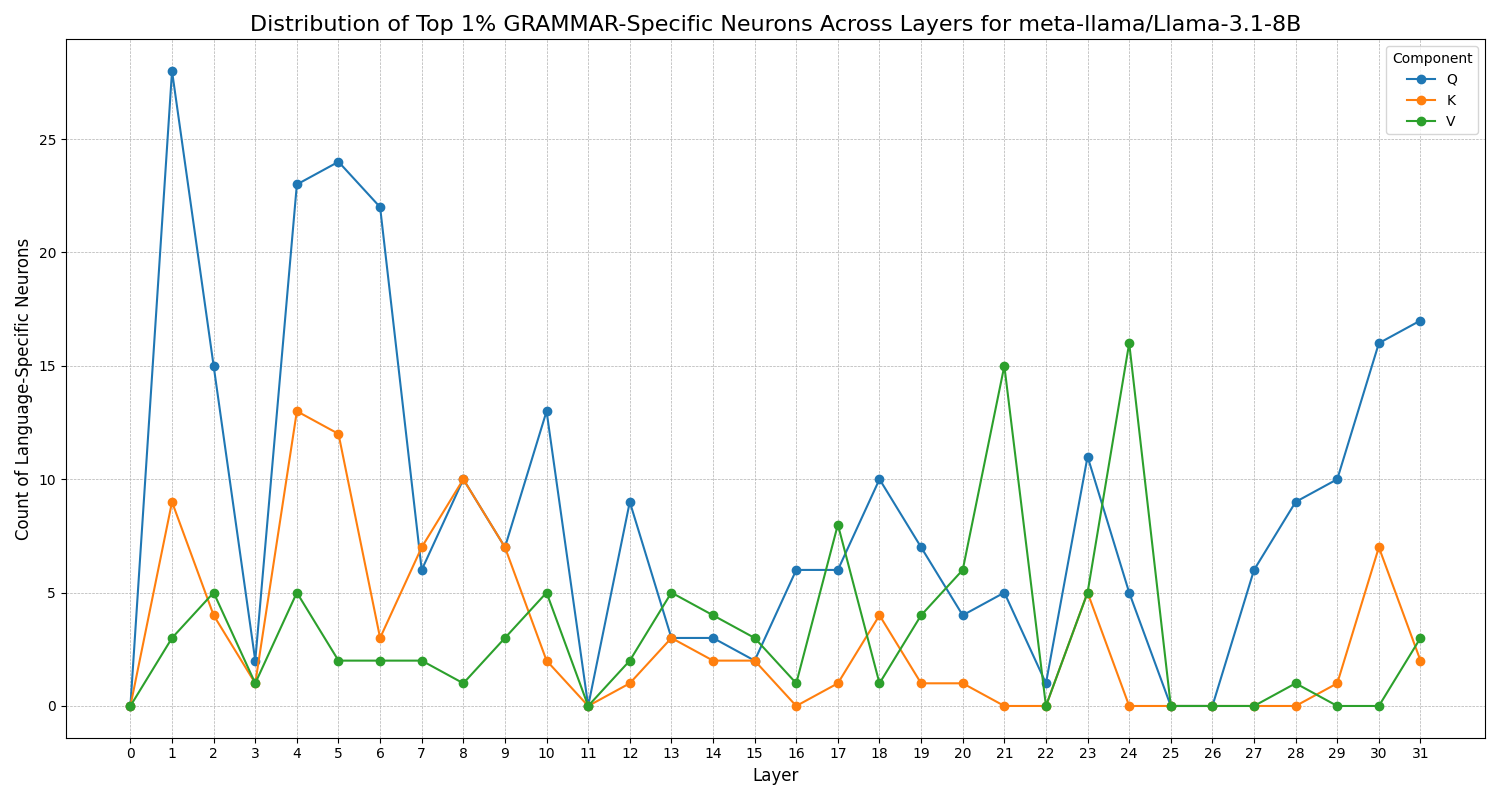 Distribution of Top 1% GRAMMAR-Specific Neurons Across Layers for meta-llama/Llama-3.1-8B
Component
Q
K
V
Count of Language-Specific Neurons
25
20
15
10
5
0
0 1 2 3 4 5 6 7 8 9 10 11 12 13 14 15 16 17 18 19 20 21 22 23 24 25 26 27 28 29 30 31
Layer